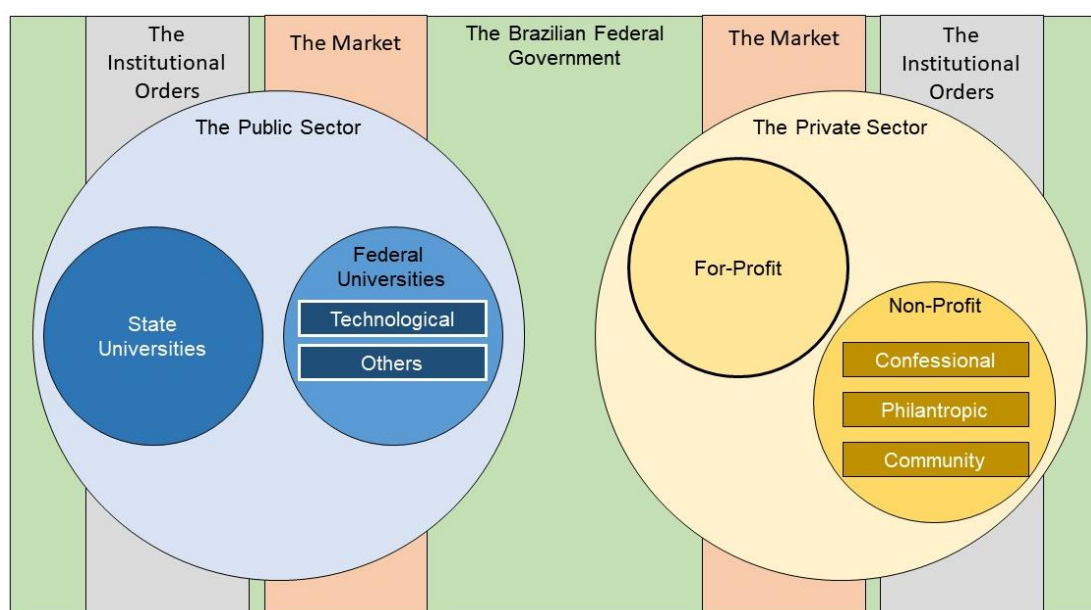 The
Institutional
Orders
The Market
The Brazilian Federal
Government
The Market
The
Institutional
Orders
The Public Sector
State
Universities
Federal
Universities
Technological
Others
The Private Sector
For-Profit
Non-Profit
Confessional
Philantropic
Community